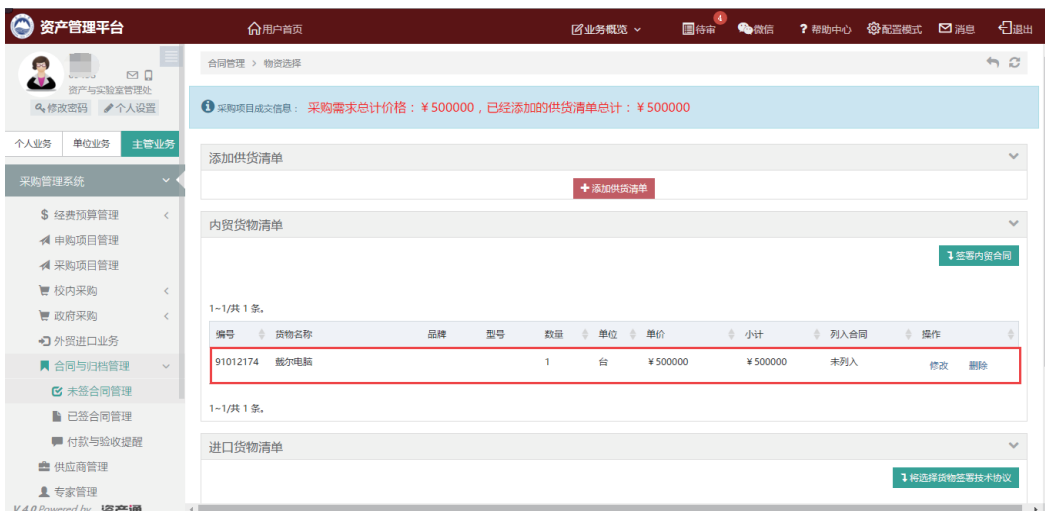 资产管理平台 用户首页 业务概览 待审 4 微信 ? 帮助中心 配置模式 消息 退出
合同管理 > 物资选择
资产与实验室管理处
修改密码 个人设置
采购项目成交信息： 采购需求总计价格：￥500000，已经添加的供货清单总计：￥500000
个人业务 单位业务 主管业务
添加供货清单
采购管理系统
+添加供货清单
$ 经费预算管理
内贸货物清单
申购项目管理
签署内贸合同
采购项目管理
校内采购
1~1/共 1 条。
政府采购
编号 货物名称 品牌 型号 数量 单位 单价 小计 列入合同 操作
外贸进口业务
91012174 戴尔电脑 1 台 ￥500000 ￥500000 未列入 修改 删除
合同与归档管理
未签合同管理
1~1/共 1 条。
已签合同管理
付款与验收提醒
进口货物清单
供应商管理
将选择货物签署技术协议
专家管理
V 4.0 Powered by 资产通